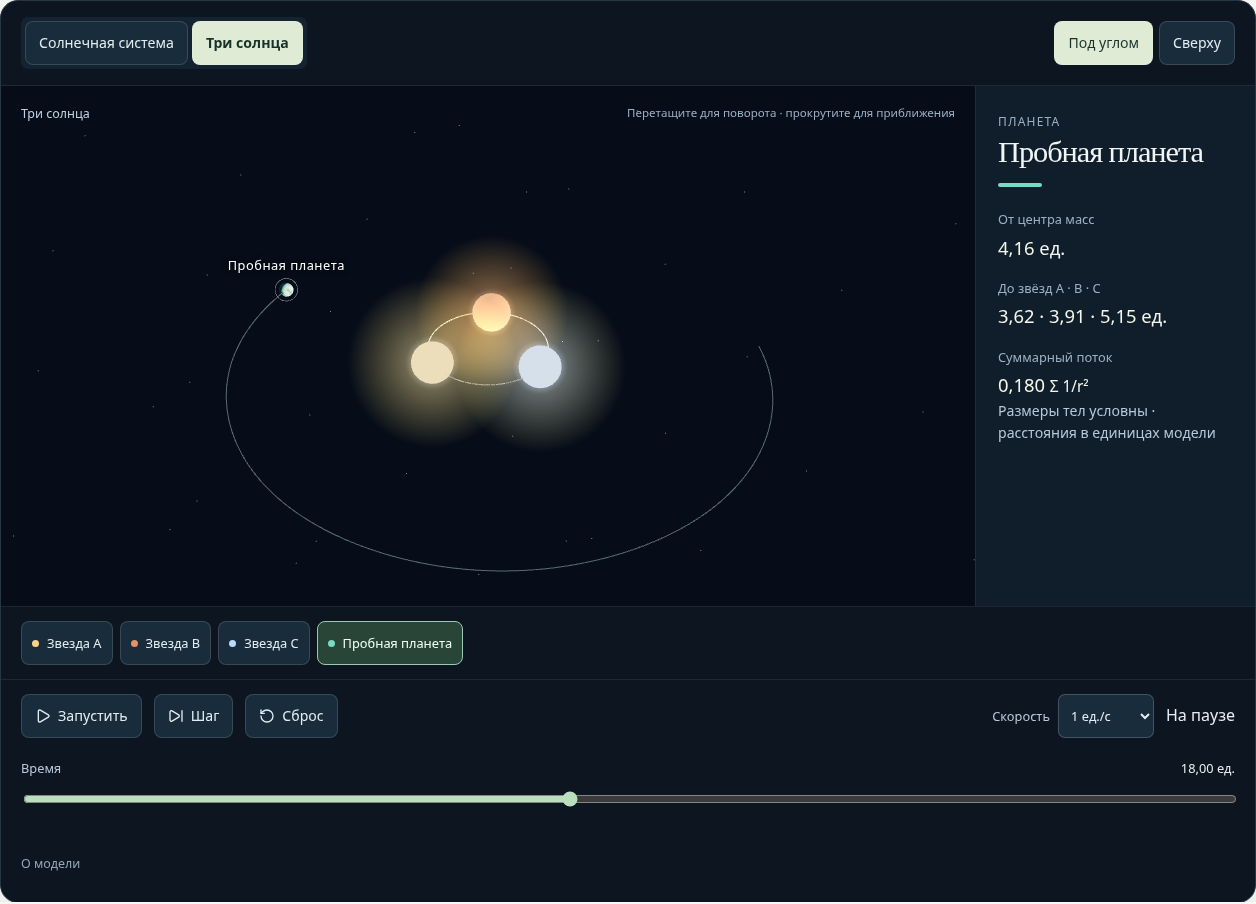 Солнечная система
Три солнца
Под углом
Сверху
Три солнца
Перетащите для поворота · прокрутите для приближения
Пробная планета
ПЛАНЕТА
Пробная планета
От центра масс
4,16 ед.
До звёзд A · B · C
3,62 · 3,91 · 5,15 ед.
Суммарный поток
0,180 Σ 1/r²
Размеры тел условны ·
расстояния в единицах модели
Звезда A
Звезда B
Звезда C
Пробная планета
Запустить
Шаг
Сброс
Скорость
1 ед./с
На паузе
Время
18,00 ед.
О модели